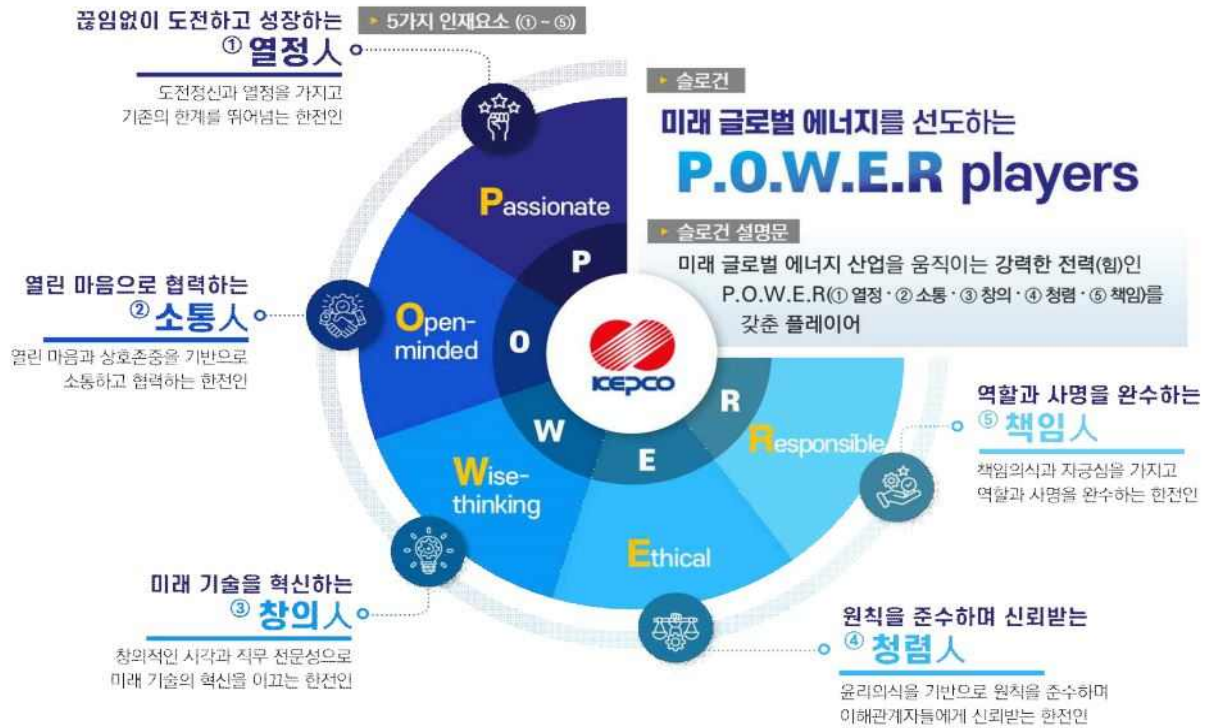 끊임없이 도전하고 성장하는
① 열정人
도전정신과 열정을 가지고
기존의 한계를 뛰어넘는 한전인
▸ 5가지 인재요소 (① ~ ⑤)
▸ 슬로건
미래 글로벌 에너지를 선도하는
P.O.W.E.R players
▸ 슬로건 설명문
미래 글로벌 에너지 산업을 움직이는 강력한 전력(힘)인
P.O.W.E.R(① 열정 · ② 소통 · ③ 창의 · ④ 청렴 · ⑤ 책임)를
갖춘 플레이어
Passionate
P
열린 마음으로 협력하는
② 소통人
열린 마음과 상호존중을 기반으로
소통하고 협력하는 한전인
Open-
minded
O
KEPCO
미래 기술을 혁신하는
③ 창의人
창의적인 시각과 직무 전문성으로
미래 기술의 혁신을 이끄는 한전인
Wise-
thinking
W
Ethical
E
원칙을 준수하며 신뢰받는
④ 청렴人
윤리의식을 기반으로 원칙을 준수하며
이해관계자들에게 신뢰받는 한전인
Responsible
R
역할과 사명을 완수하는
⑤ 책임人
책임의식과 자긍심을 가지고
역할과 사명을 완수하는 한전인